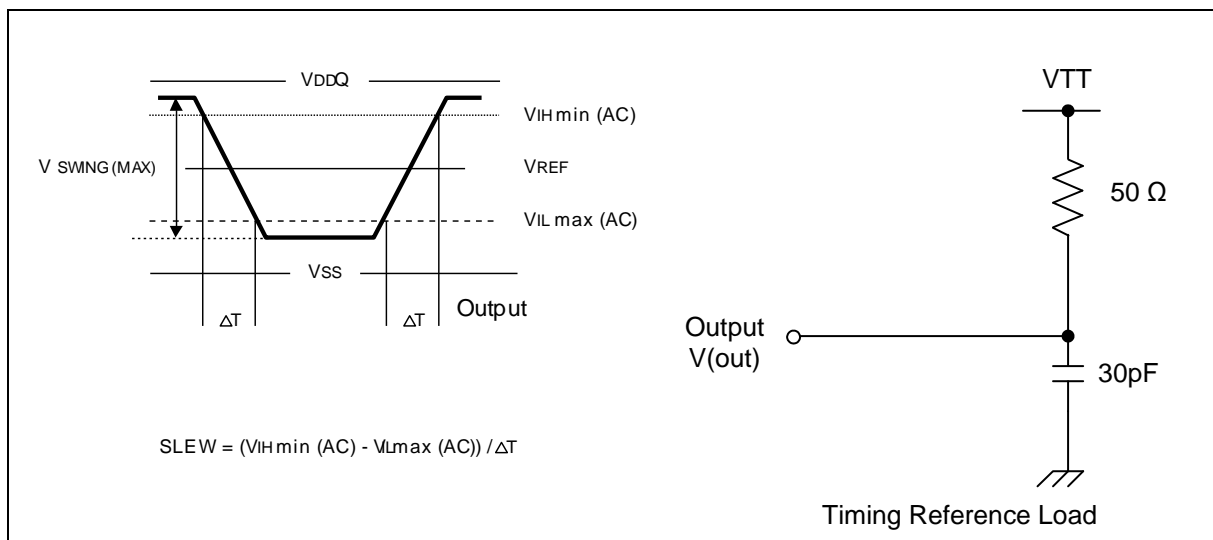 VDDQ
VIH min (AC)
V SWING (MAX)
VREF
VIL max (AC)
VSS
Output
ΔT
ΔT
SLEW = (VIH min (AC) - VILmax (AC)) / ΔT
VTT
50 Ω
Output
V(out)
30pF
Timing Reference Load